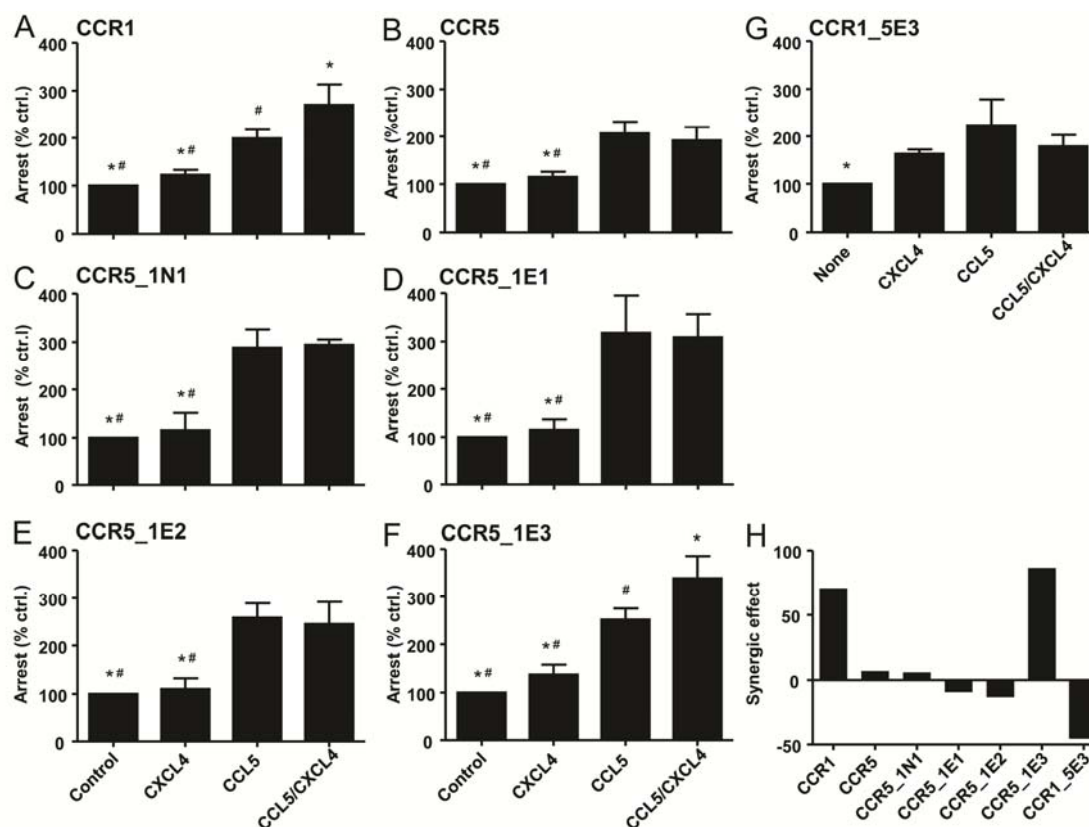 A CCR1
Arrest (% ctrl.)
400
300
200
100
0
* #
* #
#
*
B CCR5
Arrest (%ctrl.)
400
300
200
100
0
* #
* #
G CCR1_5E3
Arrest (% ctrl.)
400
300
200
100
0
*
None
CXCL4
CCL5
CCL5/CXCL4
C CCR5_1N1
Arrest (% ctr.l)
400
300
200
100
0
* #
* #
D CCR5_1E1
Arrest (% ctrl.)
400
300
200
100
0
* #
* #
E CCR5_1E2
Arrest (% ctrl.)
400
300
200
100
0
* #
* #
Control
CXCL4
CCL5
CCL5/CXCL4
F CCR5_1E3
Arrest (% ctrl.)
400
300
200
100
0
* #
* #
#
*
Control
CXCL4
CCL5
CCL5/CXCL4
H
Synergic effect
100
50
0
-50
CCR1
CCR5
CCR5_1N1
CCR5_1E1
CCR5_1E2
CCR5_1E3
CCR1_5E3